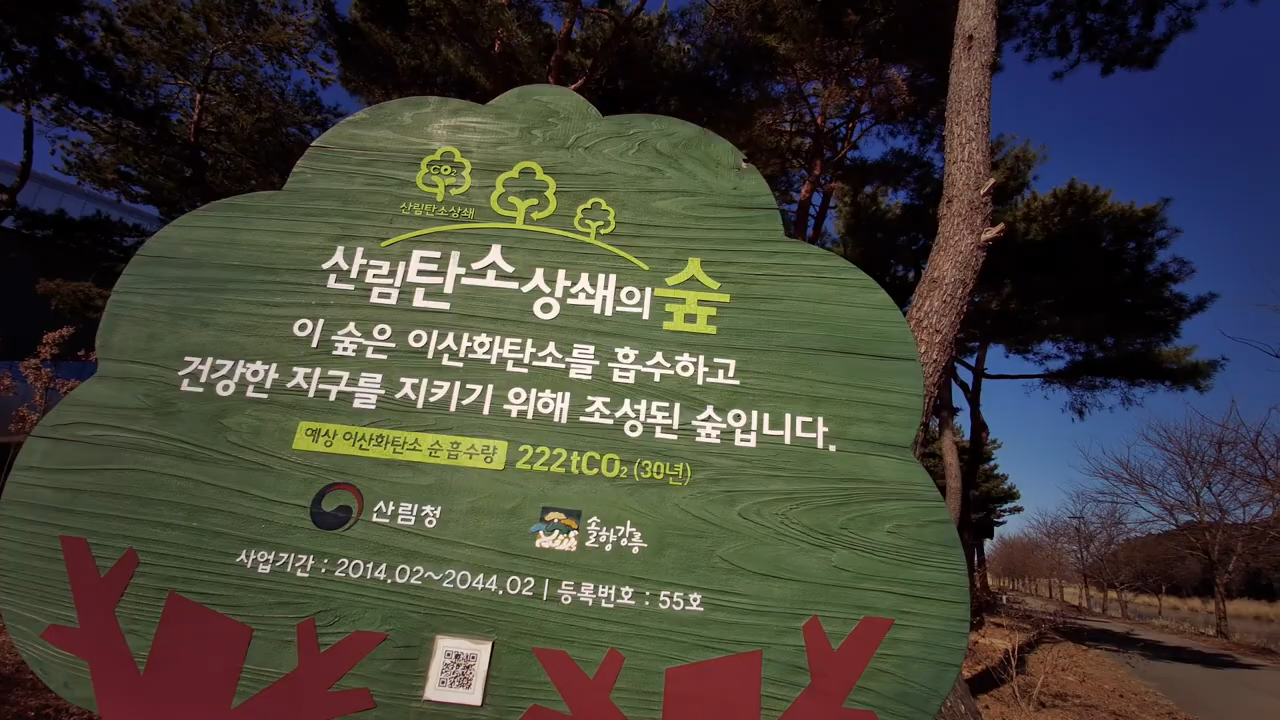 CO₂
산림탄소상쇄
산림탄소상쇄의 숲
이 숲은 이산화탄소를 흡수하고
건강한 지구를 지키기 위해 조성된 숲입니다.
예상 이산화탄소 순흡수량 222tCO₂ (30년)
산림청 솔향강릉
사업기간 : 2014.02~2044.02 | 등록번호 : 55호